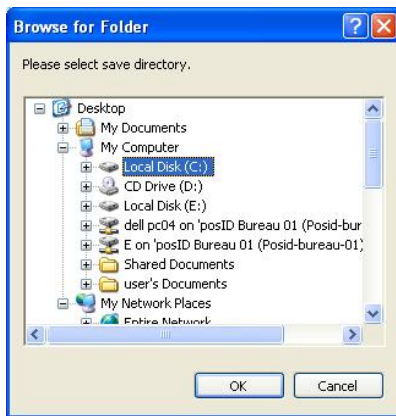 Browse for Folder
Please select save directory.
Desktop
My Documents
My Computer
Local Disk (C:)
CD Drive (D:)
Local Disk (E:)
dell pc04 on 'posID Bureau 01 (Posid-bur
E on 'posID Bureau 01 (Posid-bureau-01)
Shared Documents
user's Documents
My Network Places
Entire Network
OK
Cancel